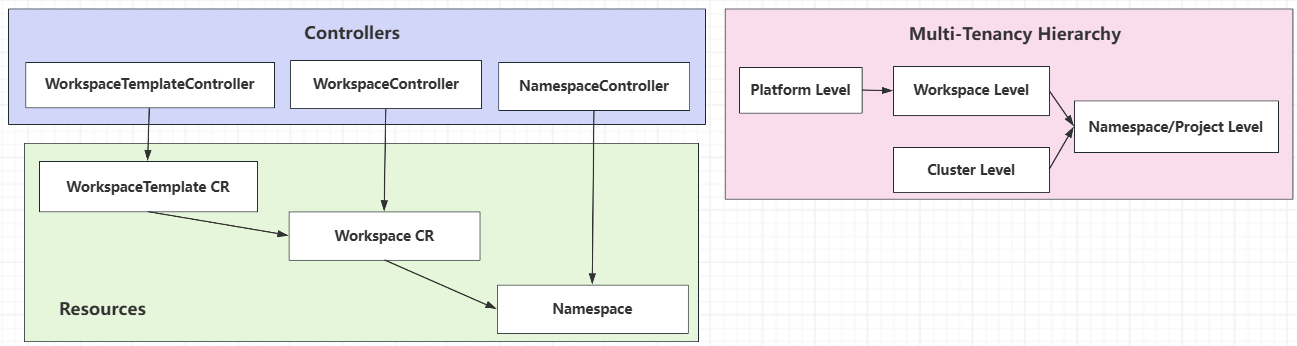 Controllers
WorkspaceTemplateController
WorkspaceController
NamespaceController
WorkspaceTemplate CR
Workspace CR
Namespace
Resources
Multi-Tenancy Hierarchy
Platform Level
Workspace Level
Namespace/Project Level
Cluster Level